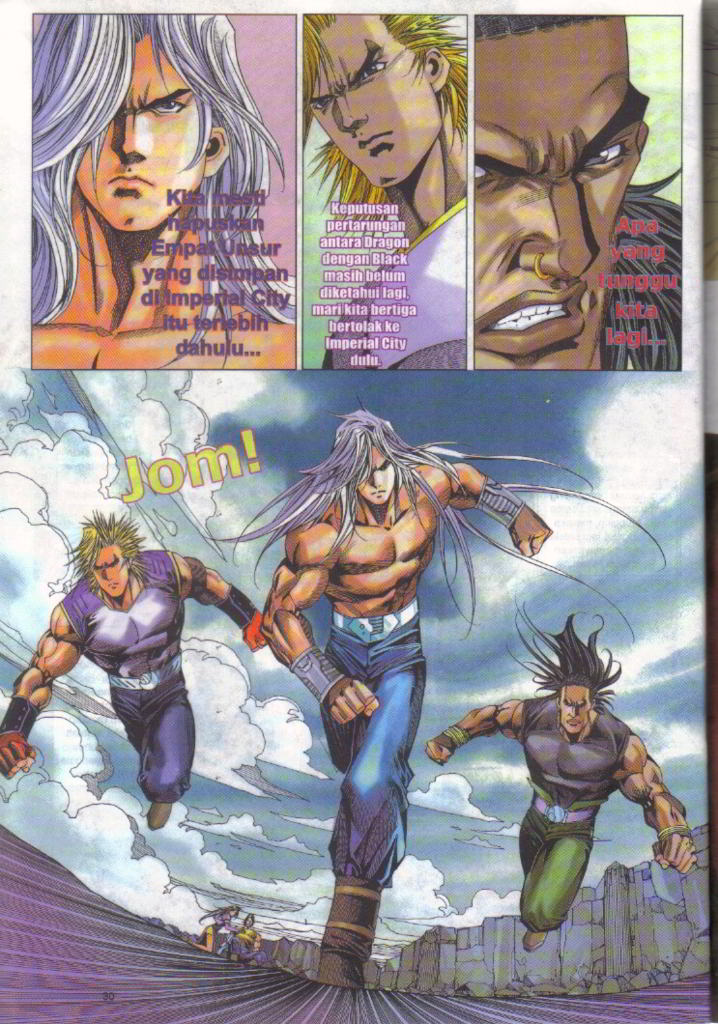 Kita mesti
hapuskan
Empat Unsur
yang disimpan
di Imperial City
itu terlebih
dahulu...
Keputusan
pertarungan
antara Dragon
dengan Black
masih belum
diketahui lagi,
mari kita bertiga
bertolak ke
Imperial City
dulu.
Apa
yang
tunggu
kita
lagi...
Jom!
30